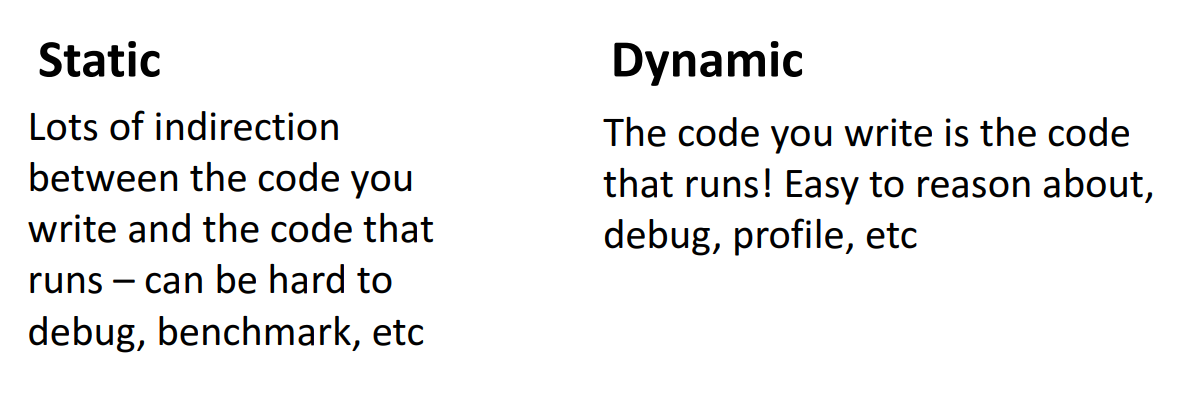 Static
Lots of indirection
between the code you
write and the code that
runs – can be hard to
debug, benchmark, etc
Dynamic
The code you write is the code
that runs! Easy to reason about,
debug, profile, etc